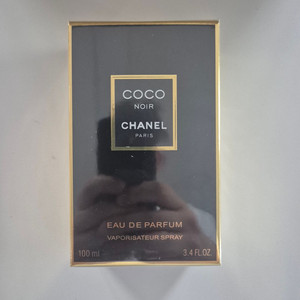 COCO
NOIR
CHANEL
PARIS
EAU DE PARFUM
VAPORISATEUR SPRAY
100 ml 3.4 FL.OZ.